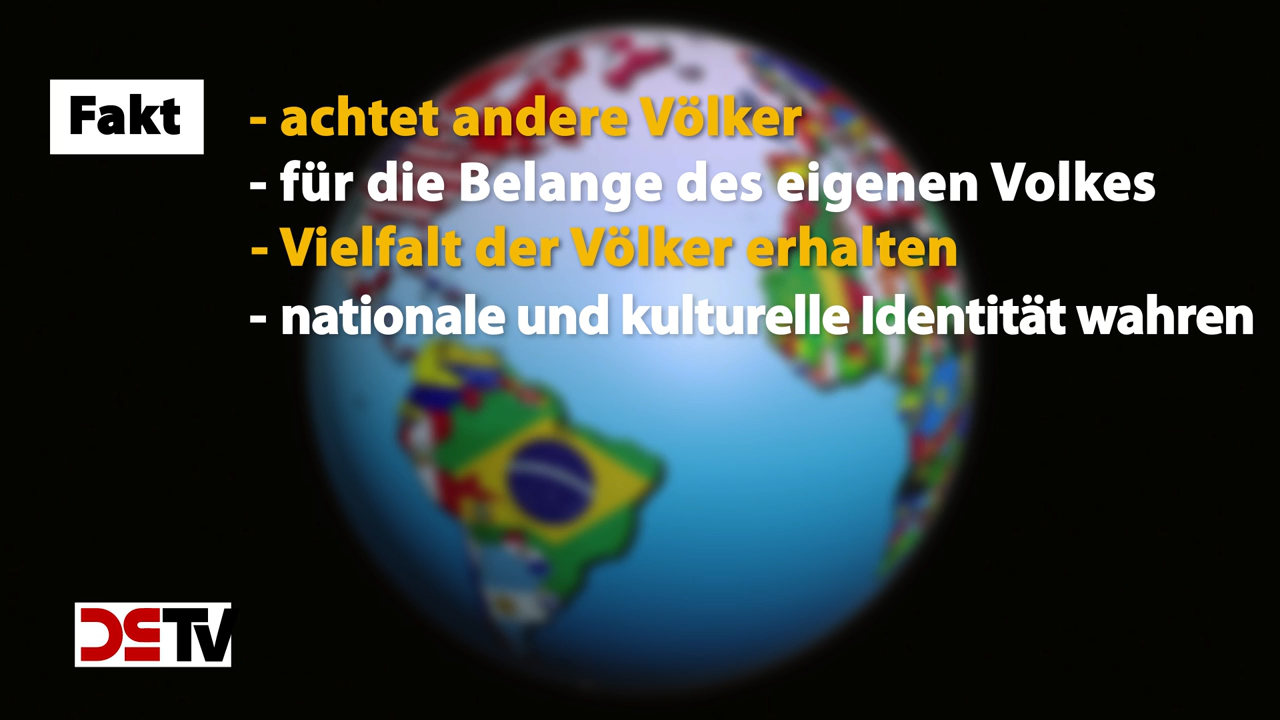 Fakt
- achtet andere Völker
- für die Belange des eigenen Volkes
- Vielfalt der Völker erhalten
- nationale und kulturelle Identität wahren
DSTV